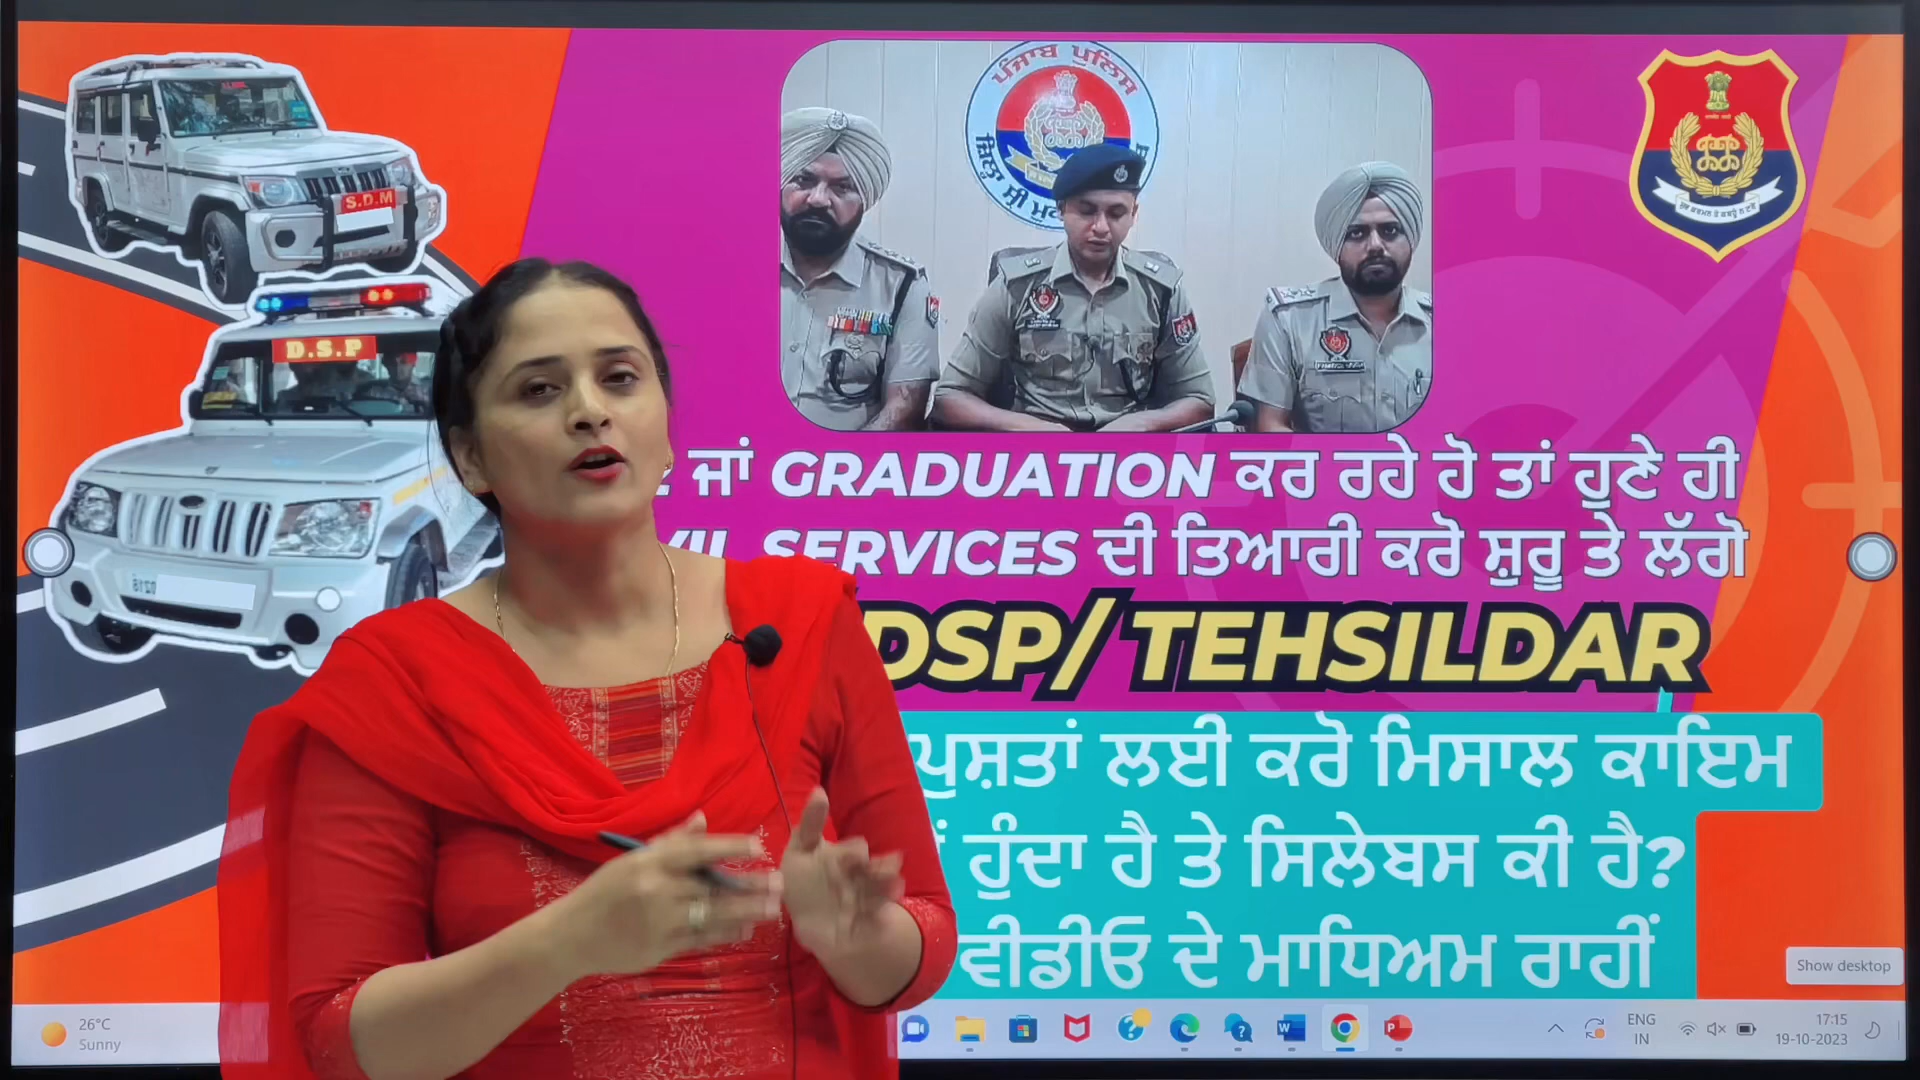 S.D.M
D.S.P
ਪੰਜਾਬ ਪੁਲਿਸ
ਜ਼ਿਲ੍ਹਾ ਸ੍ਰੀ
ਜਾਂ GRADUATION ਕਰ ਰਹੇ ਹੋ ਤਾਂ ਹੁਣੇ ਹੀ
SERVICES ਦੀ ਤਿਆਰੀ ਕਰੋ ਸ਼ੁਰੂ ਤੇ ਲੱਗੋ
DSP/TEHSILDAR
ਪੁਸ਼ਤਾਂ ਲਈ ਕਰੋ ਮਿਸਾਲ ਕਾਇਮ
ਹੁੰਦਾ ਹੈ ਤੇ ਸਿਲੇਬਸ ਕੀ ਹੈ?
ਵੀਡੀਓ ਦੇ ਮਾਧਿਅਮ ਰਾਹੀਂ
Show desktop
26°C
Sunny
ENG
IN
17:15
19-10-2023